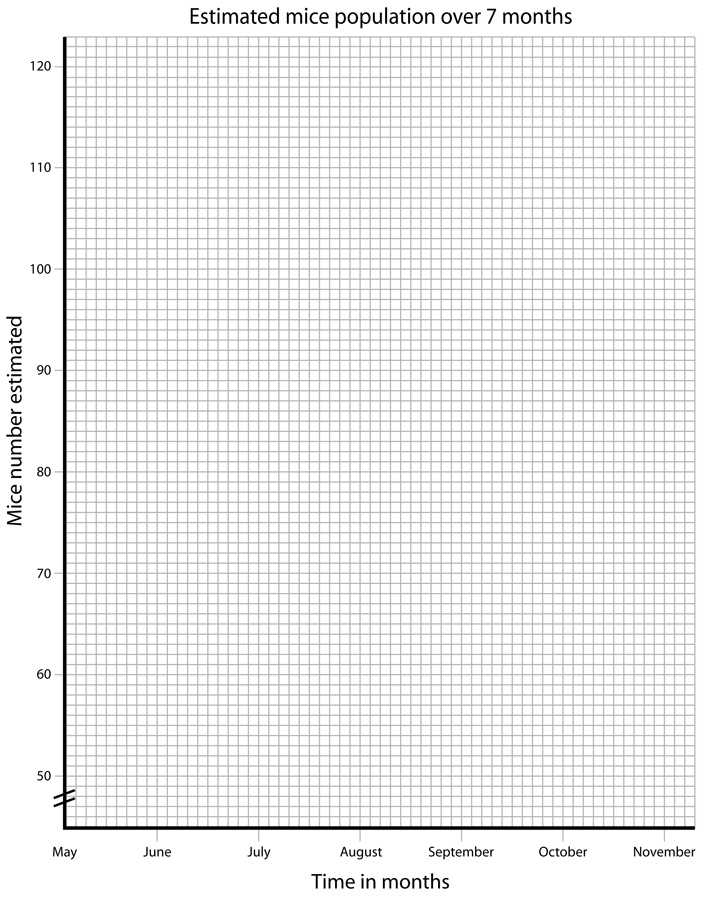 Estimated mice population over 7 months
Mice number estimated
120
110
100
90
80
70
60
50
May June July August September October November
Time in months